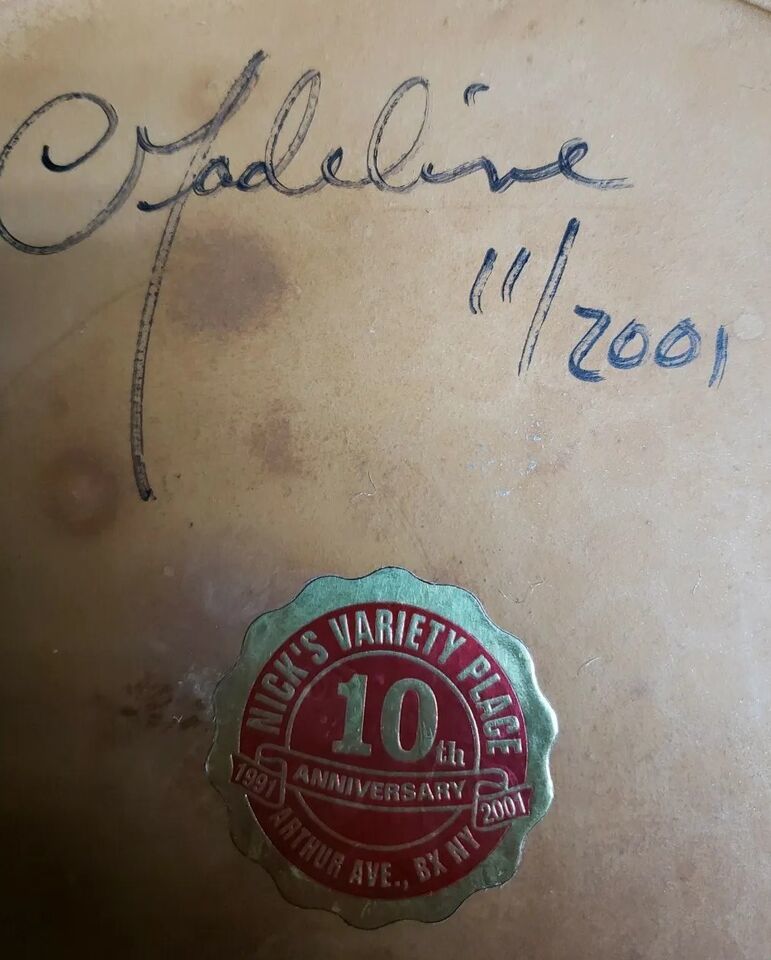 Madeline
11/2001
NICK'S VARIETY PLACE
10th
ANNIVERSARY
1991
2001
ARTHUR AVE., BX NY